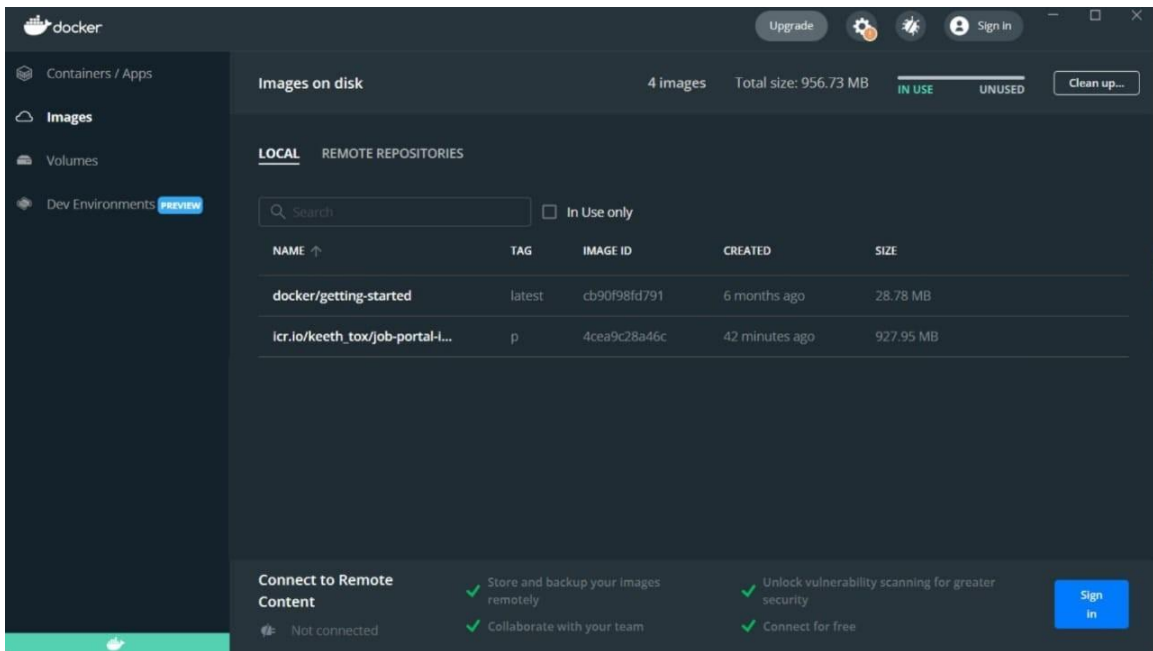 docker
Upgrade
Sign in
Containers / Apps
Images
Volumes
Dev Environments PREVIEW
Images on disk
4 images
Total size: 956.73 MB
IN USE
UNUSED
Clean up...
LOCAL
REMOTE REPOSITORIES
Search
In Use only
NAME TAG IMAGE ID CREATED SIZE
docker/getting-started latest cb90f98fd791 6 months ago 28.78 MB
icr.io/keeth_tox/job-portal-i... p 4cea9c28a46c 42 minutes ago 927.95 MB
Connect to Remote
Content
Not connected
Store and backup your images
remotely
Collaborate with your team
Unlock vulnerability scanning for greater
security
Connect for free
Sign
in